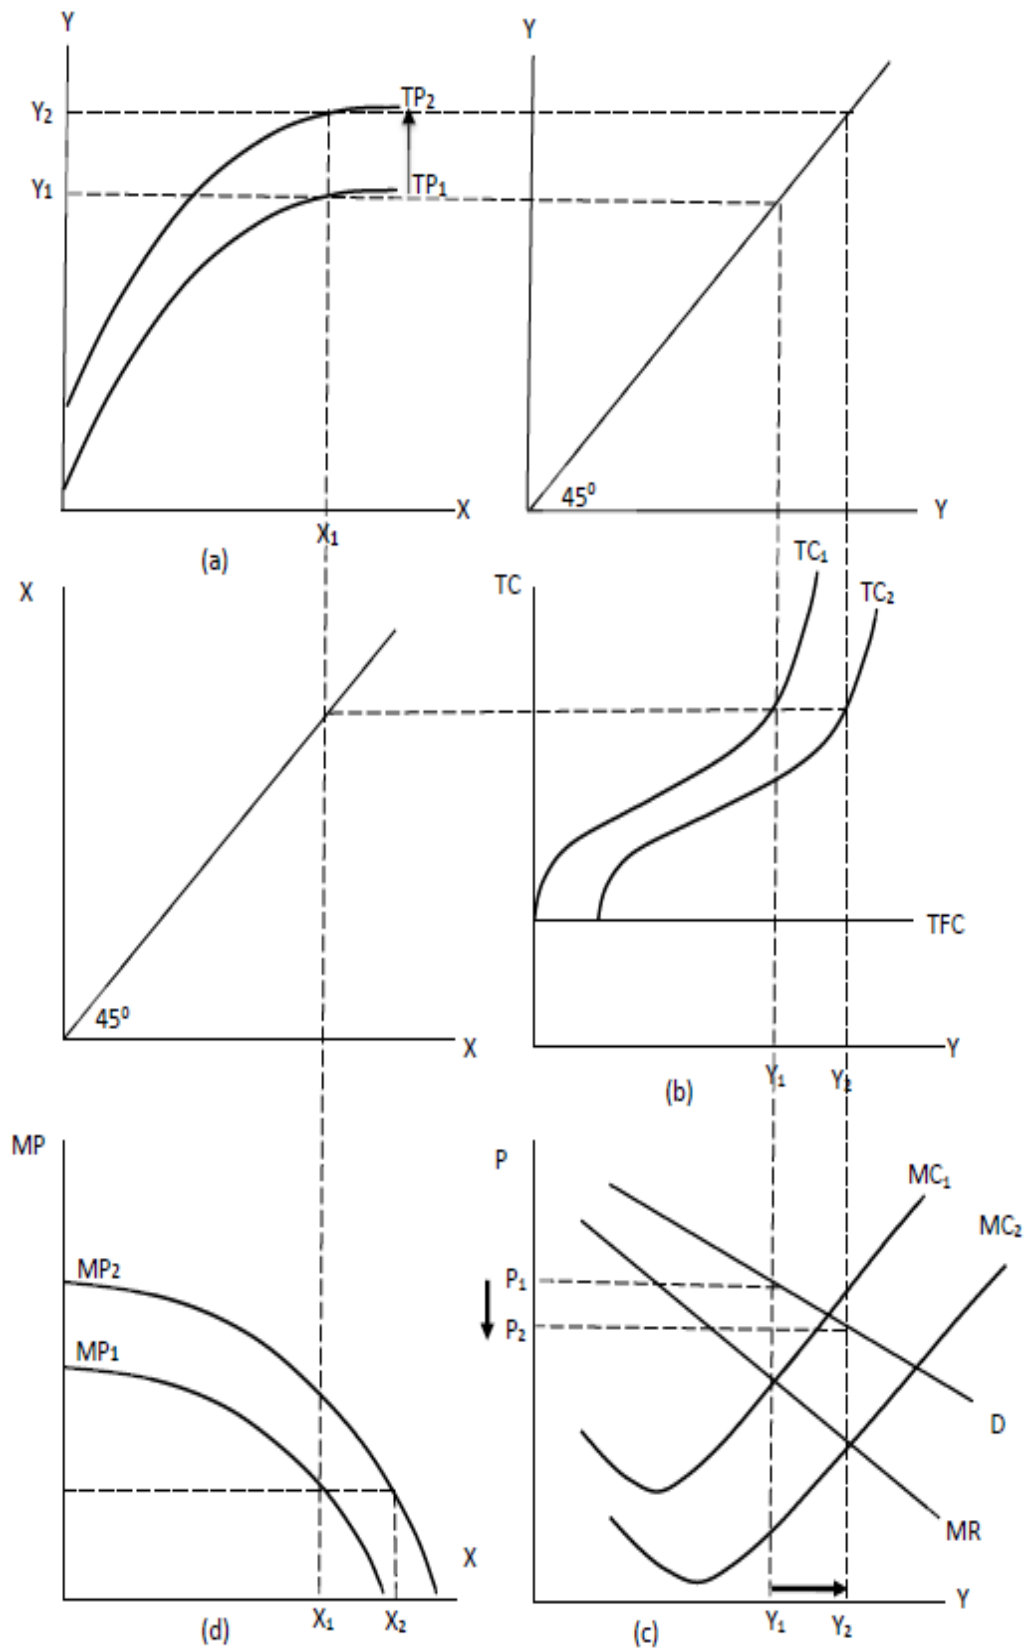 Y
Y₂
TP₂
Y₁
TP₁
X
X₁
(a)
Y
45⁰
Y
X
45⁰
X
TC
TC₁
TC₂
TFC
Y
Y₁
Y₂
(b)
MP
MP₂
MP₁
X
X₁
X₂
(d)
P
MC₁
MC₂
P₁
P₂
D
MR
Y
Y₁
Y₂
(c)